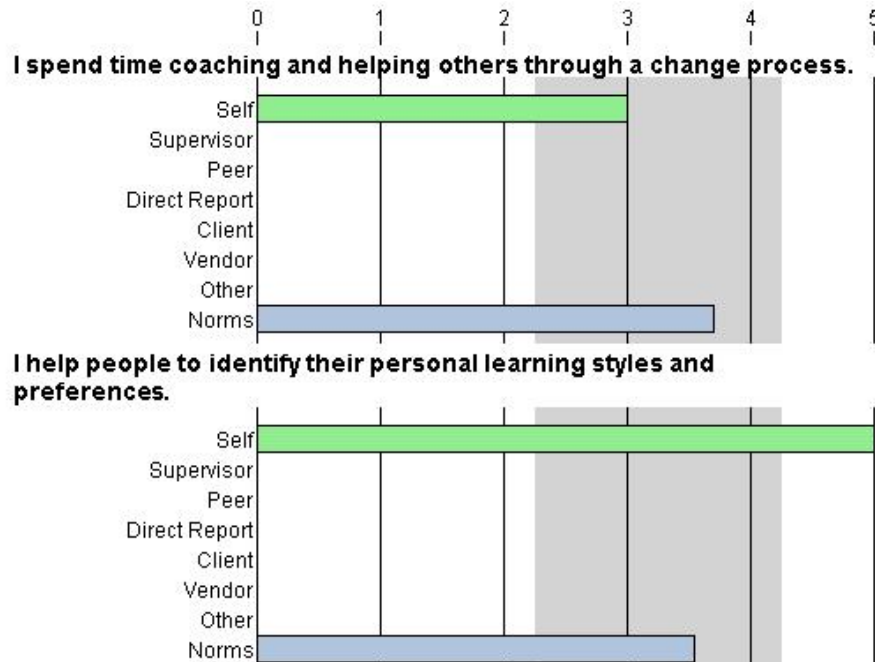 0 1 2 3 4 5
I spend time coaching and helping others through a change process.
Self
Supervisor
Peer
Direct Report
Client
Vendor
Other
Norms
I help people to identify their personal learning styles and
preferences.
Self
Supervisor
Peer
Direct Report
Client
Vendor
Other
Norms